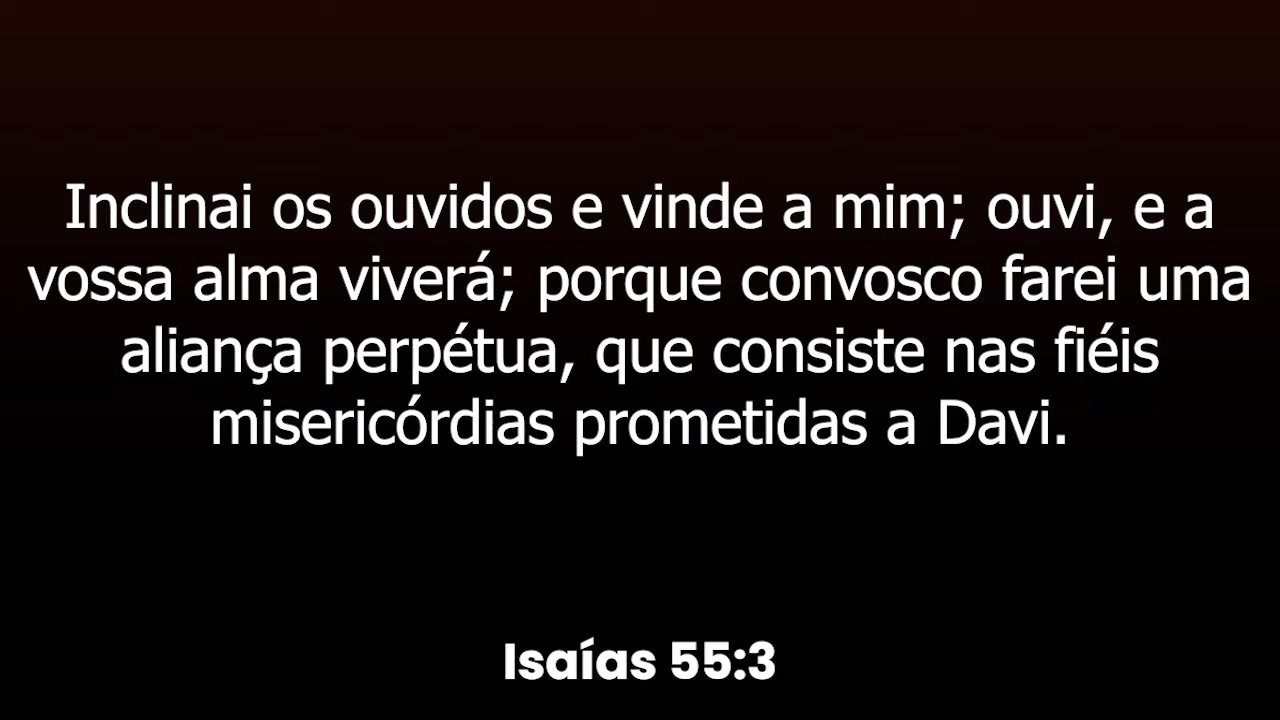 Inclinai os ouvidos e vinde a mim; ouvi, e a
vossa alma viverá; porque convosco farei uma
aliança perpétua, que consiste nas fiéis
misericórdias prometidas a Davi.
Isaías 55:3